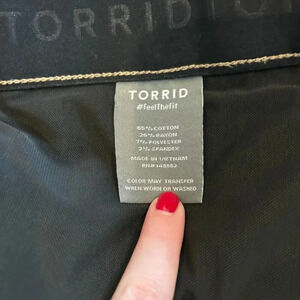 TORRID TOR
TORRID
#FeelTheFit
65% COTTON
26% RAYON
7% POLYESTER
2% SPANDEX
MADE IN VIETNAM
COLOR MAY TRANSFER
WHEN WORN OR WASHED